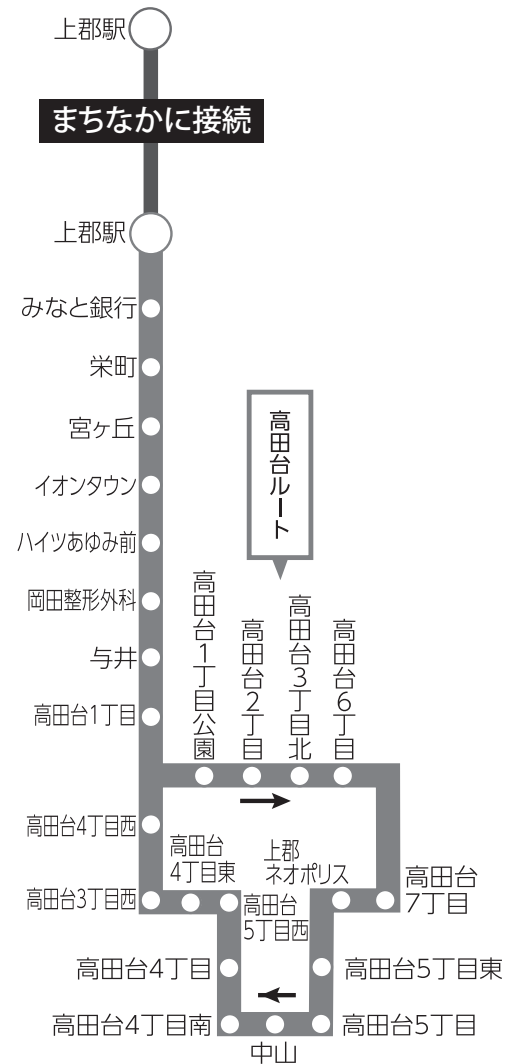 上郡駅
まちなかに接続
上郡駅
みなと銀行
栄町
宮ヶ丘
イオンタウン
ハイツあゆみ前
岡田整形外科
与井
高田台1丁目
高田台ルート
高田台1丁目公園
高田台2丁目
高田台3丁目北
高田台6丁目
高田台4丁目西
高田台
4丁目東
上郡
ネオポリス
高田台
7丁目
高田台3丁目西
高田台
5丁目西
高田台4丁目
高田台5丁目東
高田台4丁目南
高田台5丁目
中山